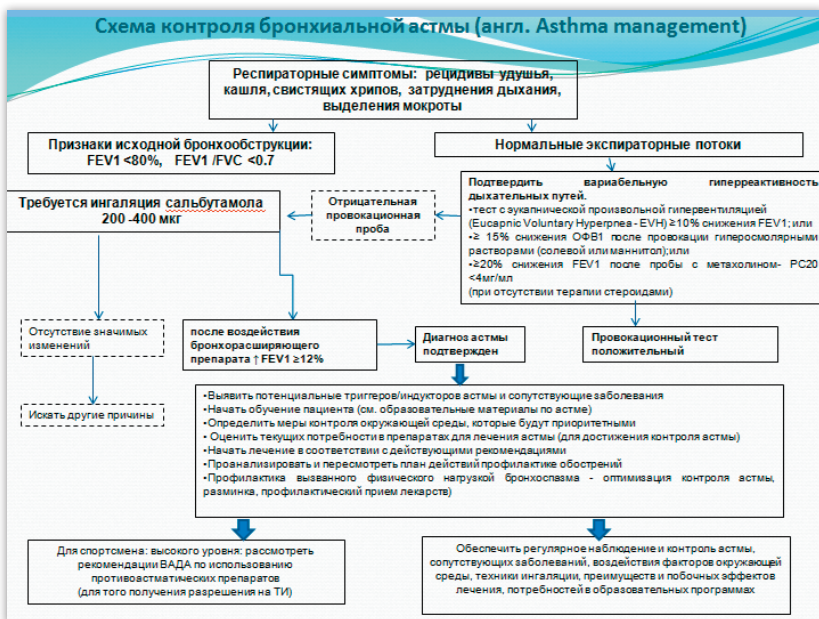 Схема контроля бронхиальной астмы (англ. Asthma management)
Респираторные симптомы: рецидивы удушья,
кашля, свистящих хрипов, затруднения дыхания,
выделения мокроты
Признаки исходной бронхообструкции:
FEV1 <80%, FEV1 /FVC <0.7
Нормальные экспираторные потоки
Требуется ингаляция сальбутамола
200 -400 мкг
Отрицательная
провокационная
проба
Подтвердить вариабельную гиперреактивность
дыхательных путей.
•тест с эукапнической произвольной гипервентиляцией
(Eucapnic Voluntary Hyperpnea - EVH) ≥10% снижения FEV1; или
•≥ 15% снижения ОФВ1 после провокации гиперосмолярными
растворами (солевой или маннитол);или
•≥20% снижения FEV1 после пробы с метахолином- PC20
<4мг/мл
(при отсутствии терапии стероидами)
Отсутствие значимых
изменений
после воздействия
бронхорасширяющего
препарата ↑ FEV1 ≥12%
Диагноз астмы
подтвержден
Провокационный тест
положительный
Искать другие причины
•Выявить потенциальные триггеров/индукторов астмы и сопутствующие заболевания
•Начать обучение пациента (см. образовательные материалы по астме)
•Определить меры контроля окружающей среды, которые будут приоритетными
• Оценить текущих потребности в препаратах для лечения астмы (для достижения контроля астмы)
•Начать лечение в соответствии с действующими рекомендациями
•Проанализировать и пересмотреть план действий профилактике обострений
•Профилактика вызванного физического нагрузкой бронхоспазма - оптимизация контроля астмы,
разминка, профилактический прием лекарств)
Для спортсмена: высокого уровня: рассмотреть
рекомендации ВАДА по использованию
противоастматических препаратов
(для того получения разрешения на ТИ)
Обеспечить регулярное наблюдение и контроль астмы,
сопутствующих заболеваний, воздействия факторов окружающей
среды, техники ингаляции, преимуществ и побочных эффектов
лечения, потребностей в образовательных программах